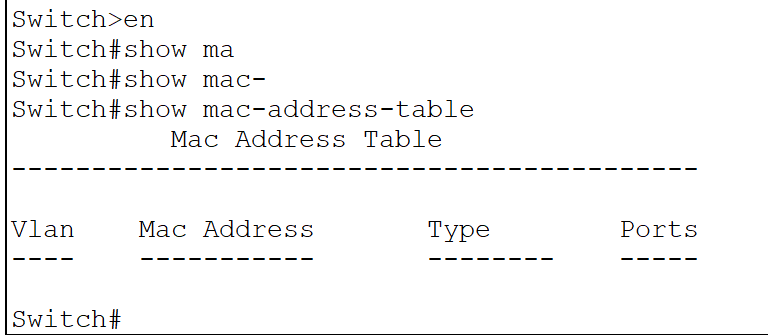 Switch>en
Switch#show ma
Switch#show mac-
Switch#show mac-address-table
          Mac Address Table
-------------------------------------------

Vlan    Mac Address       Type        Ports
----    -----------       --------    -----

Switch#